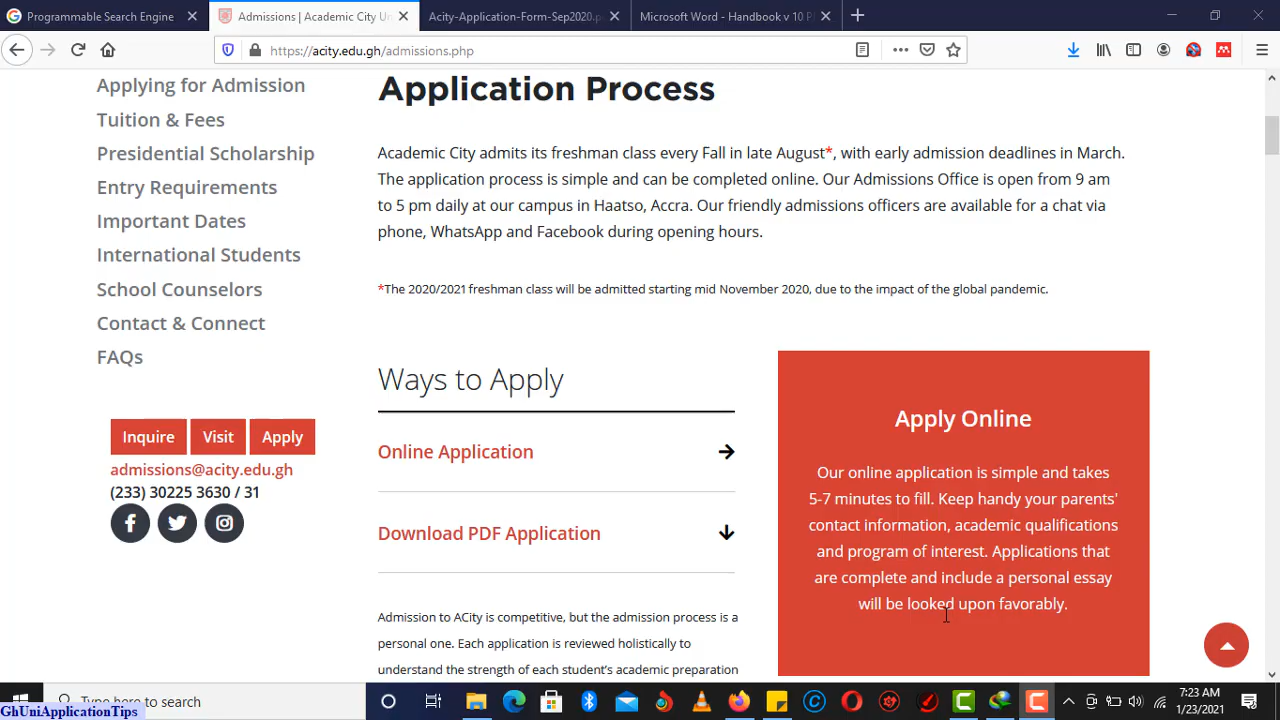 Programmable Search Engine
Admissions | Academic City Un
Acity-Application-Form-Sep2020.p
Microsoft Word - Handbook v 10 P
https://acity.edu.gh/admissions.php
Applying for Admission
Tuition & Fees
Presidential Scholarship
Entry Requirements
Important Dates
International Students
School Counselors
Contact & Connect
FAQs
Inquire
Visit
Apply
admissions@acity.edu.gh
(233) 30225 3630 / 31
Application Process
Academic City admits its freshman class every Fall in late August*, with early admission deadlines in March.
The application process is simple and can be completed online. Our Admissions Office is open from 9 am
to 5 pm daily at our campus in Haatso, Accra. Our friendly admissions officers are available for a chat via
phone, WhatsApp and Facebook during opening hours.
*The 2020/2021 freshman class will be admitted starting mid November 2020, due to the impact of the global pandemic.
Ways to Apply
Online Application
Download PDF Application
Admission to ACity is competitive, but the admission process is a
personal one. Each application is reviewed holistically to
understand the strength of each student's academic preparation
Apply Online
Our online application is simple and takes
5-7 minutes to fill. Keep handy your parents'
contact information, academic qualifications
and program of interest. Applications that
are complete and include a personal essay
will be looked upon favorably.
Type here to search
GhUniApplicationTips
7:23 AM
1/23/2021